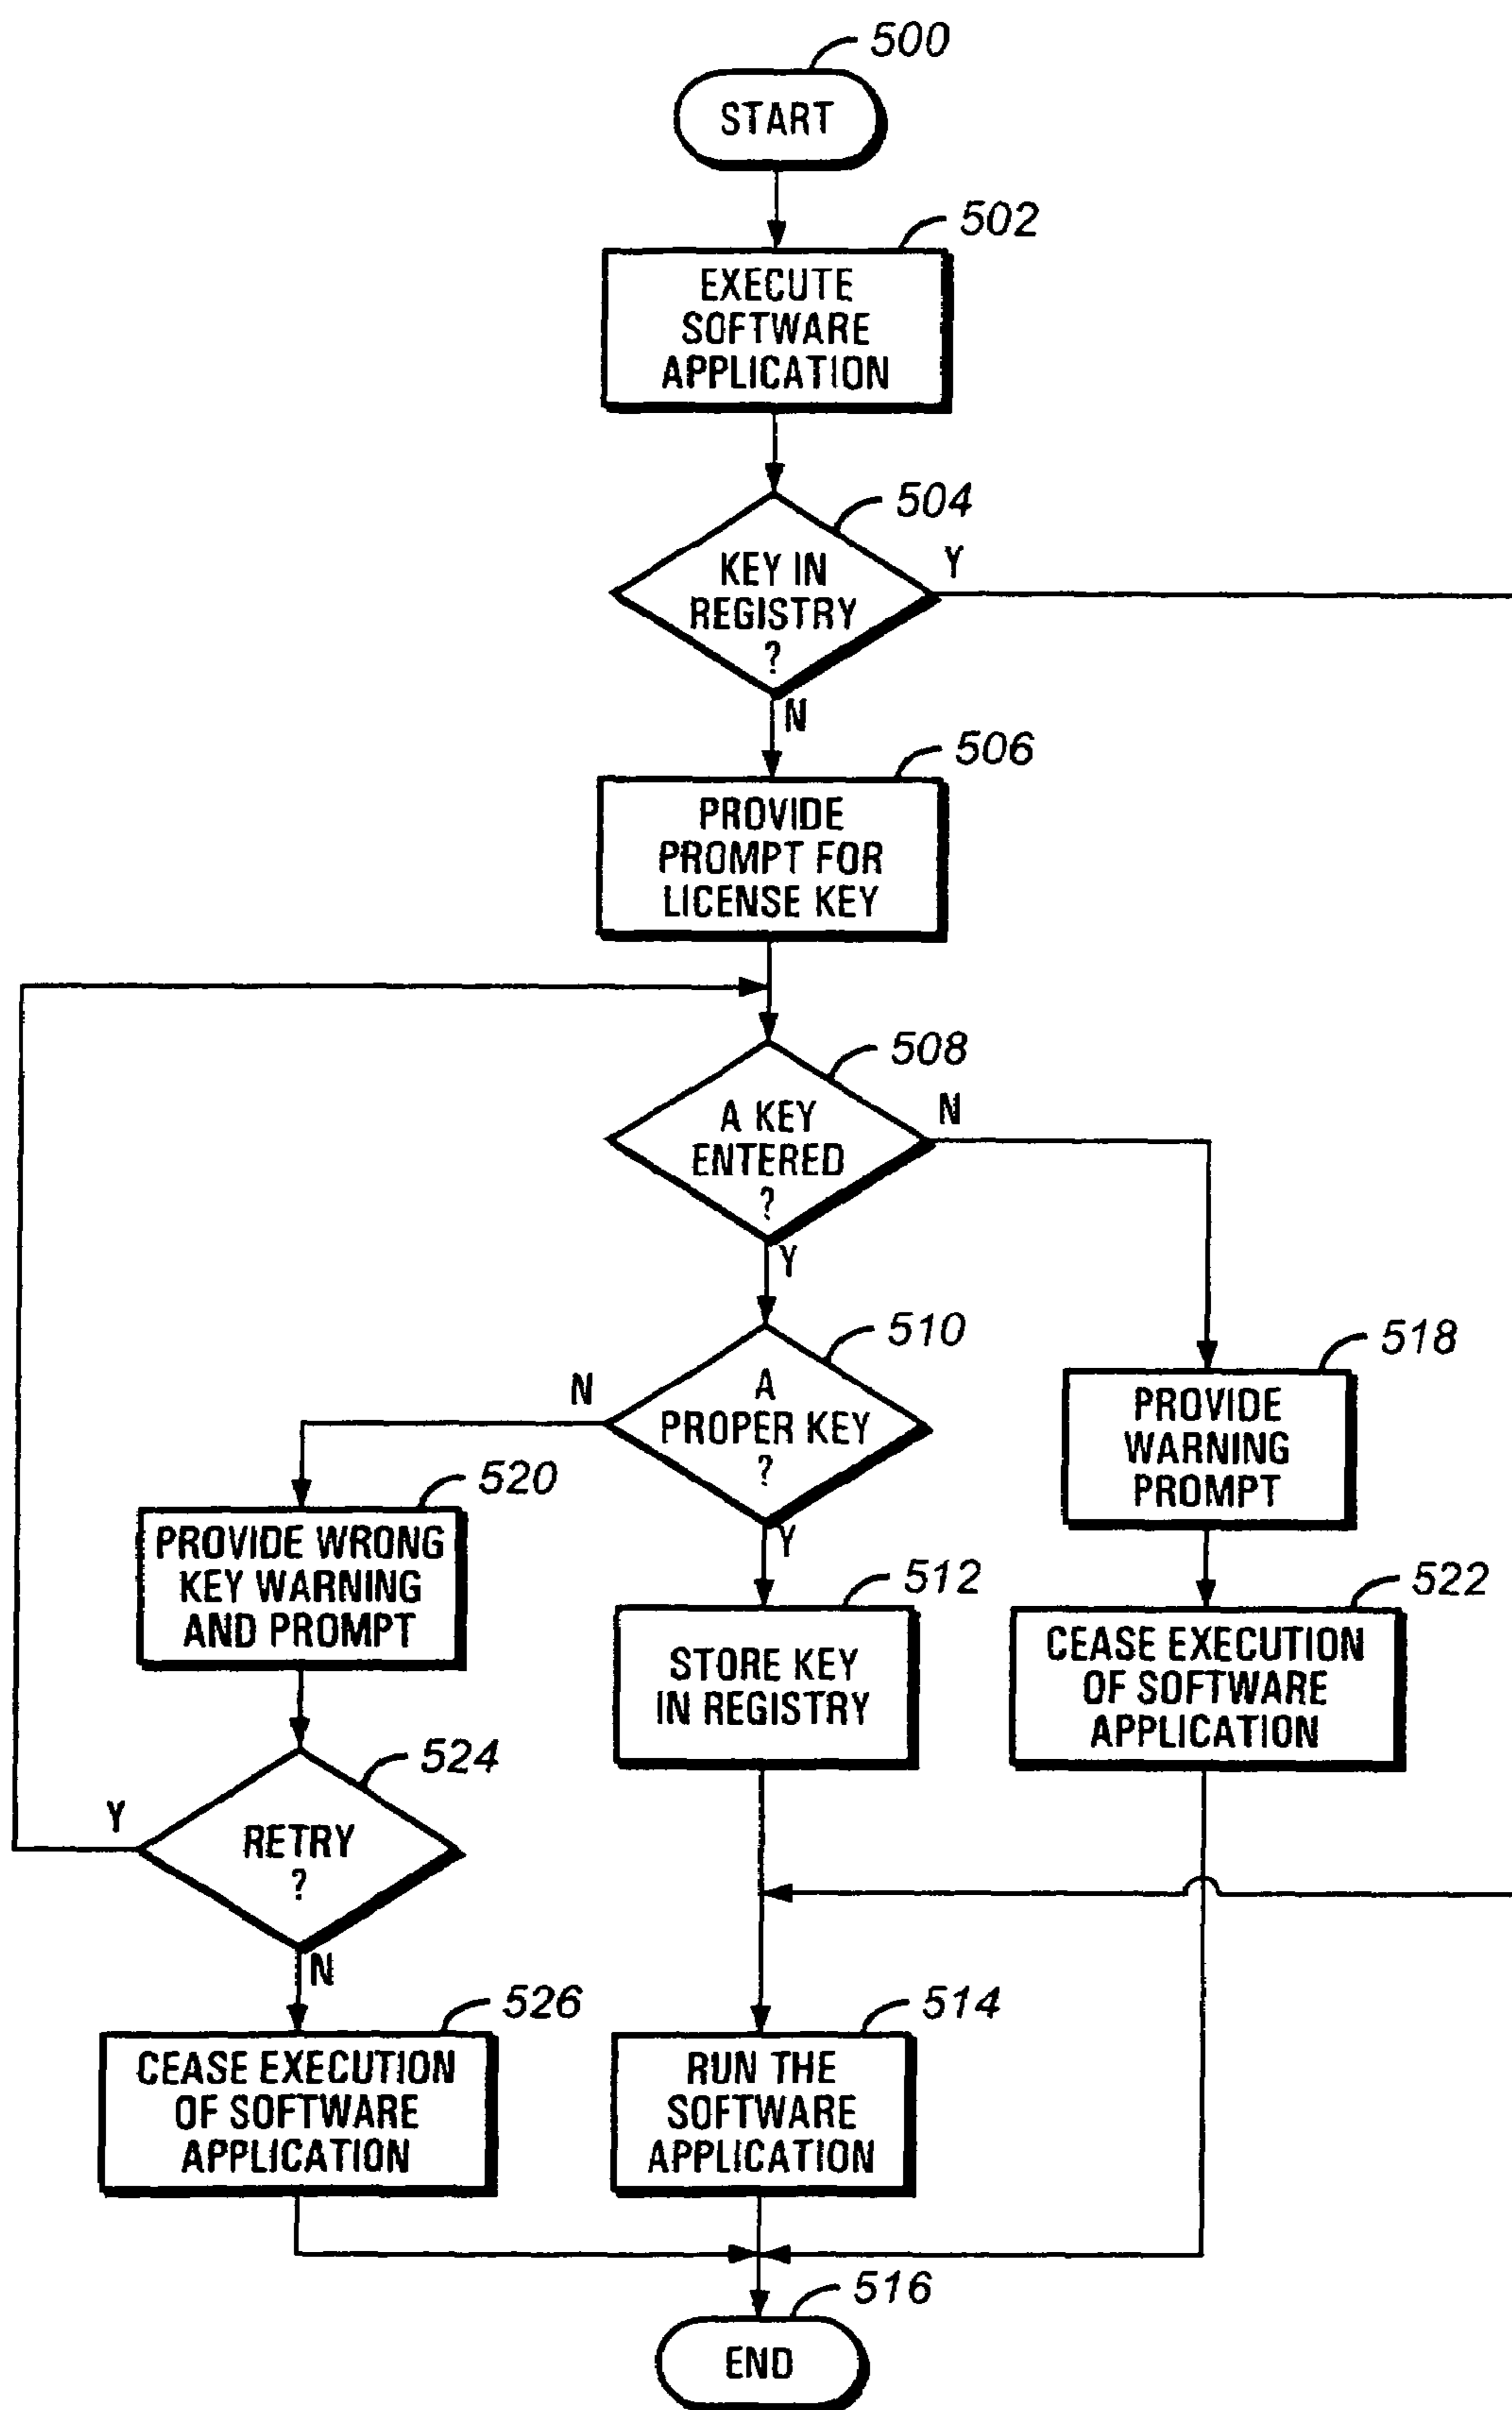 500
START
502
EXECUTE
SOFTWARE
APPLICATION
504
KEY IN
REGISTRY
?
Y
N
506
PROVIDE
PROMPT FOR
LICENSE KEY
508
A KEY
ENTERED
?
N
Y
510
A
PROPER KEY
?
N
Y
518
PROVIDE
WARNING
PROMPT
520
PROVIDE WRONG
KEY WARNING
AND PROMPT
512
STORE KEY
IN REGISTRY
522
CEASE EXECUTION
OF SOFTWARE
APPLICATION
524
RETRY
?
Y
N
526
CEASE EXECUTION
OF SOFTWARE
APPLICATION
514
RUN THE
SOFTWARE
APPLICATION
516
END